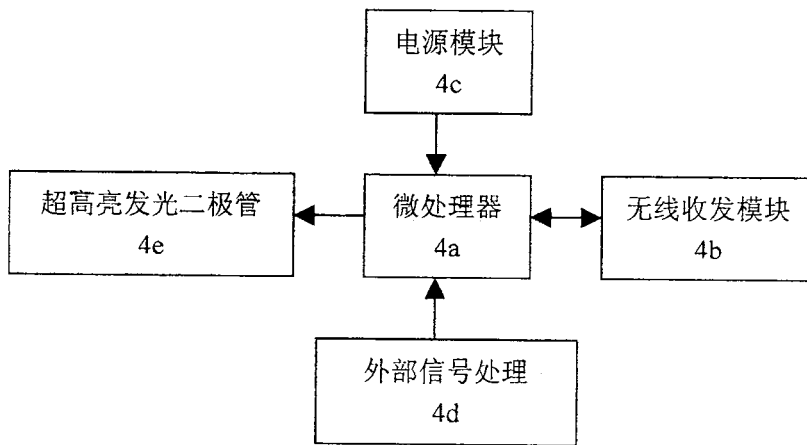 电源模块
4c
超高亮发光二极管
4e
微处理器
4a
无线收发模块
4b
外部信号处理
4d